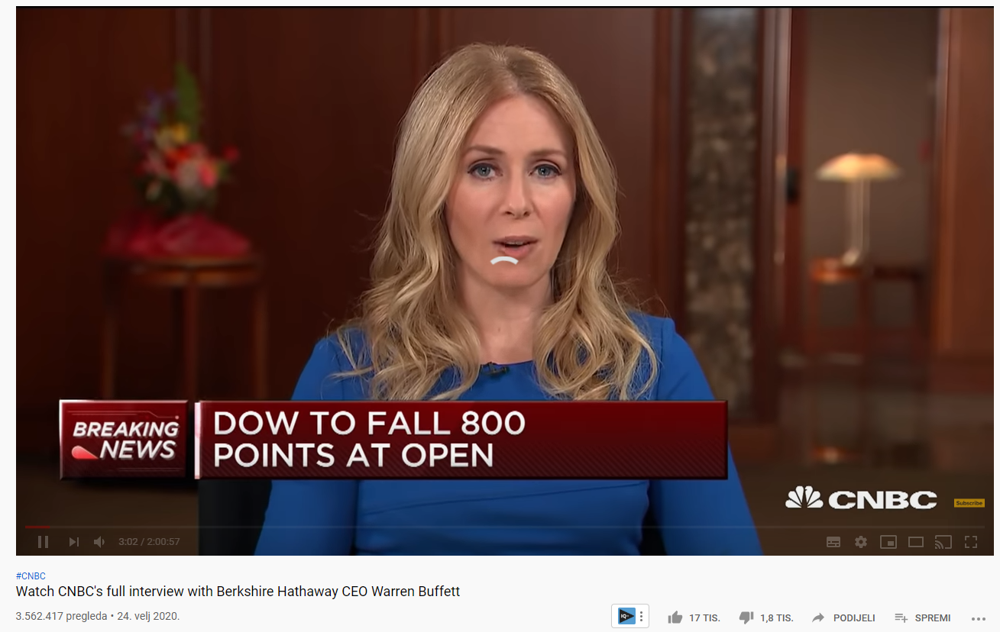 BREAKING
NEWS
DOW TO FALL 800
POINTS AT OPEN
CNBC
Subscribe
3:02 / 2:00:57
#CNBC
Watch CNBC's full interview with Berkshire Hathaway CEO Warren Buffett
3.562.417 pregleda • 24. velj 2020.
IQ
17 TIS.
1,8 TIS.
PODIJELI
SPREMI